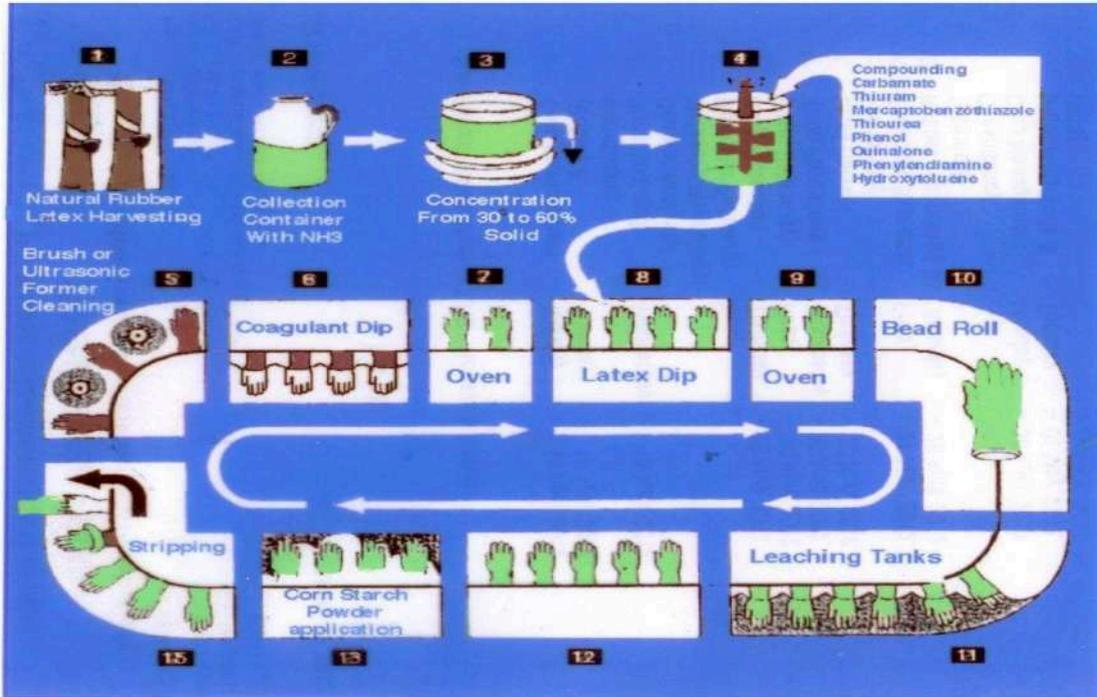 1
2
3
4
Natural Rubber
Latex Harvesting
Collection
Container
With NH3
Concentration
From 30 to 60%
Solid
Compounding
Carbamate
Thiuram
Mercaptobenzothiazole
Thiourea
Phenol
Quinalone
Phenylendiamine
Hydroxytoluene
Brush or
Ultrasonic
Former
Cleaning
5
6
7
8
9
10
Coagulant Dip
Oven
Latex Dip
Oven
Bead Roll
Stripping
Corn Starch
Powder
application
Leaching Tanks
15
13
12
11